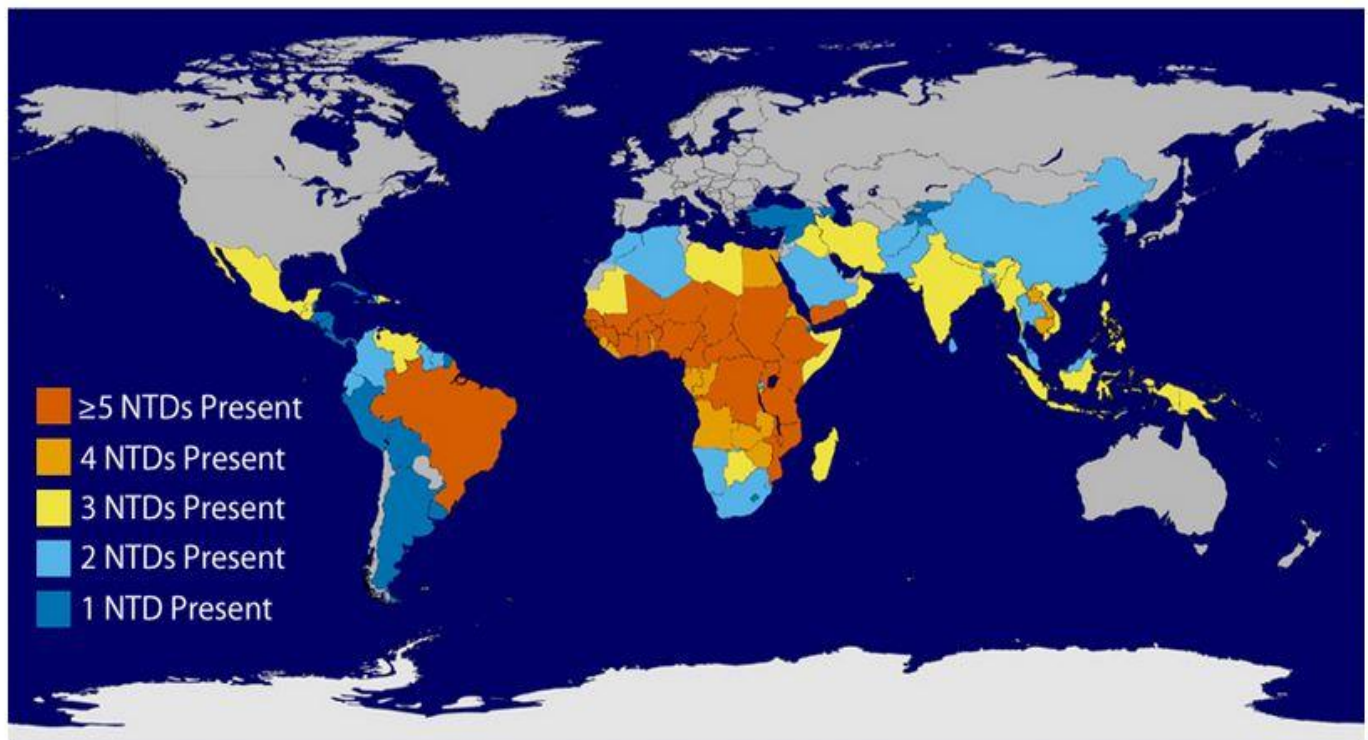 ≥5 NTDs Present
4 NTDs Present
3 NTDs Present
2 NTDs Present
1 NTD Present